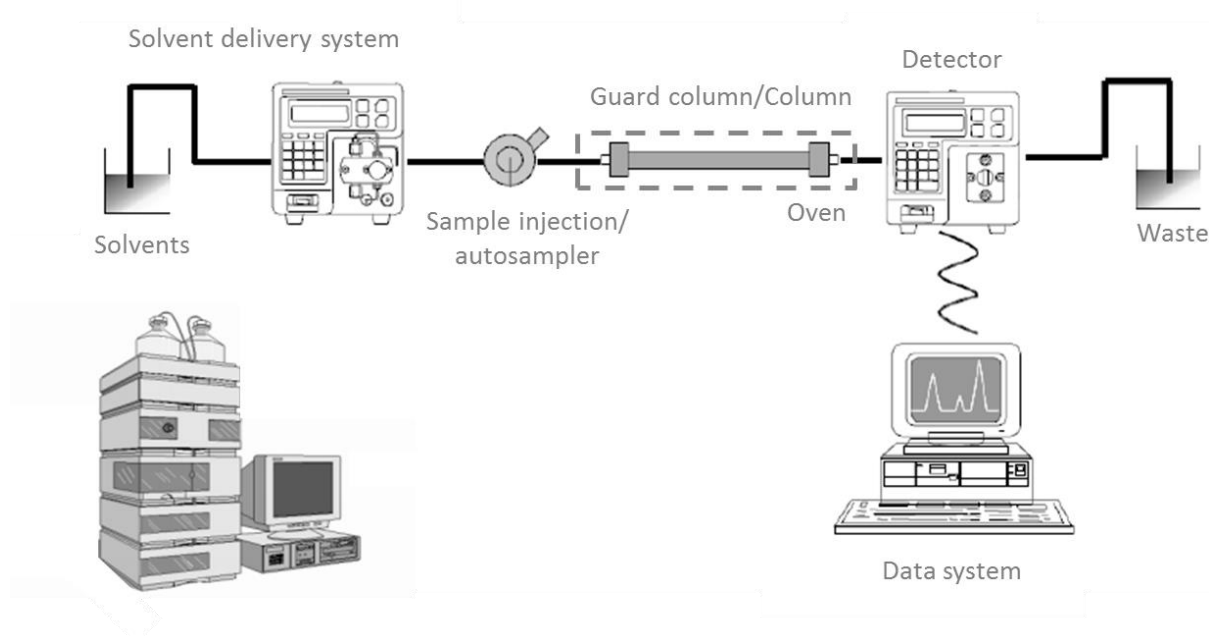 Solvent delivery system
Detector
Guard column/Column
Oven
Sample injection/
autosampler
Solvents
Waste
Data system